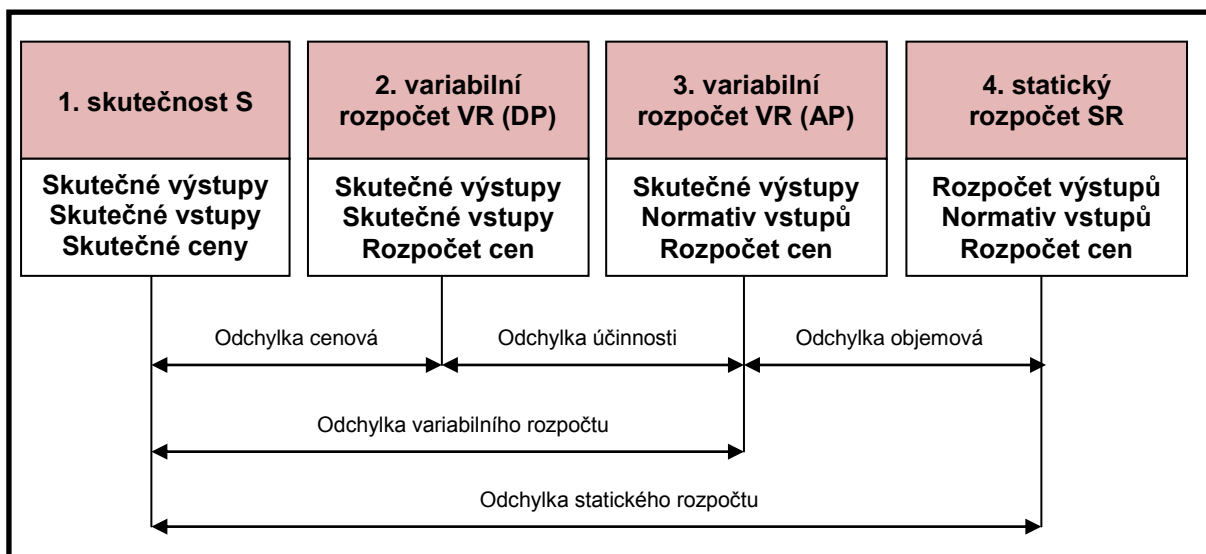 1. skutečnost S
2. variabilní
rozpočet VR (DP)
3. variabilní
rozpočet VR (AP)
4. statický
rozpočet SR
Skutečné výstupy
Skutečné vstupy
Skutečné ceny
Skutečné výstupy
Skutečné vstupy
Rozpočet cen
Skutečné výstupy
Normativ vstupů
Rozpočet cen
Rozpočet výstupů
Normativ vstupů
Rozpočet cen
Odchylka cenová
Odchylka účinnosti
Odchylka objemová
Odchylka variabilního rozpočtu
Odchylka statického rozpočtu